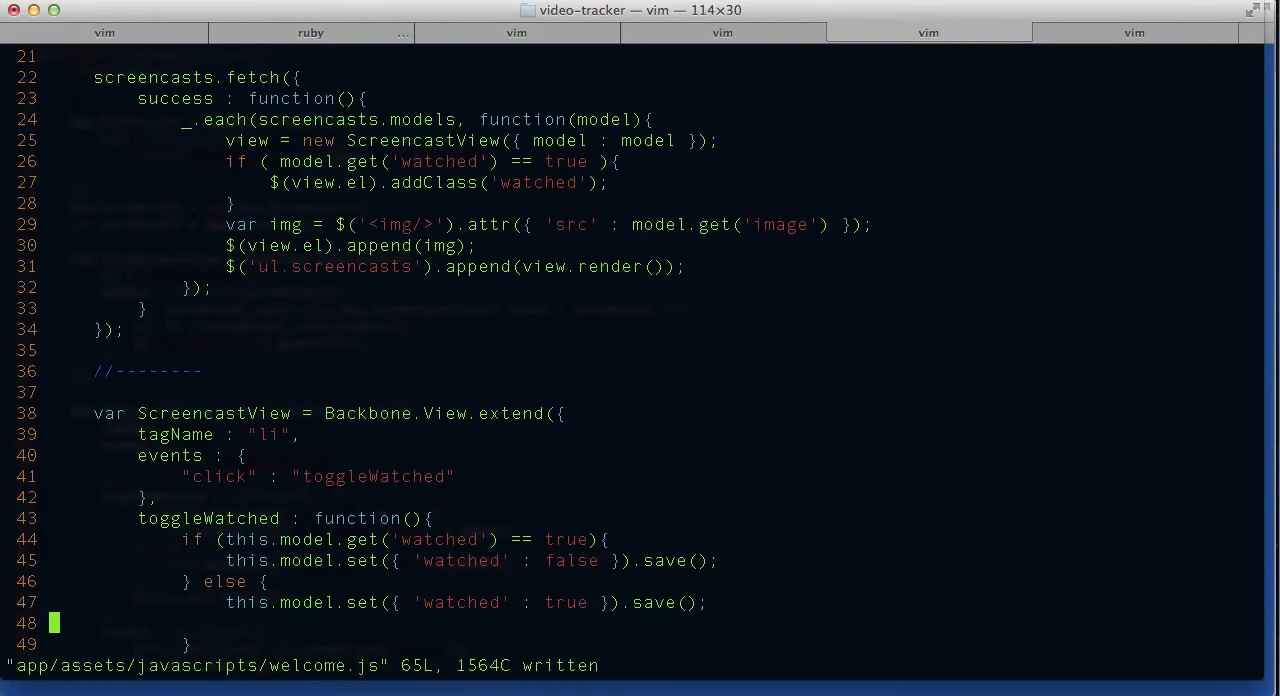 video-tracker — vim — 114×30
vim ruby ... vim vim vim vim
21
22 screencasts.fetch({
23 success : function(){
24 _.each(screencasts.models, function(model){
25 view = new ScreencastView({ model : model });
26 if ( model.get('watched') == true ){
27 $(view.el).addClass('watched');
28 }
29 var img = $('<img/>').attr({ 'src' : model.get('image') });
30 $(view.el).append(img);
31 $('ul.screencasts').append(view.render());
32 });
33 }
34 });
35
36 //--------
37
38 var ScreencastView = Backbone.View.extend({
39 tagName : "li",
40 events : {
41 "click" : "toggleWatched"
42 },
43 toggleWatched : function(){
44 if (this.model.get('watched') == true){
45 this.model.set({ 'watched' : false }).save();
46 } else {
47 this.model.set({ 'watched' : true }).save();
48
49 }
"app/assets/javascripts/welcome.js" 65L, 1564C written